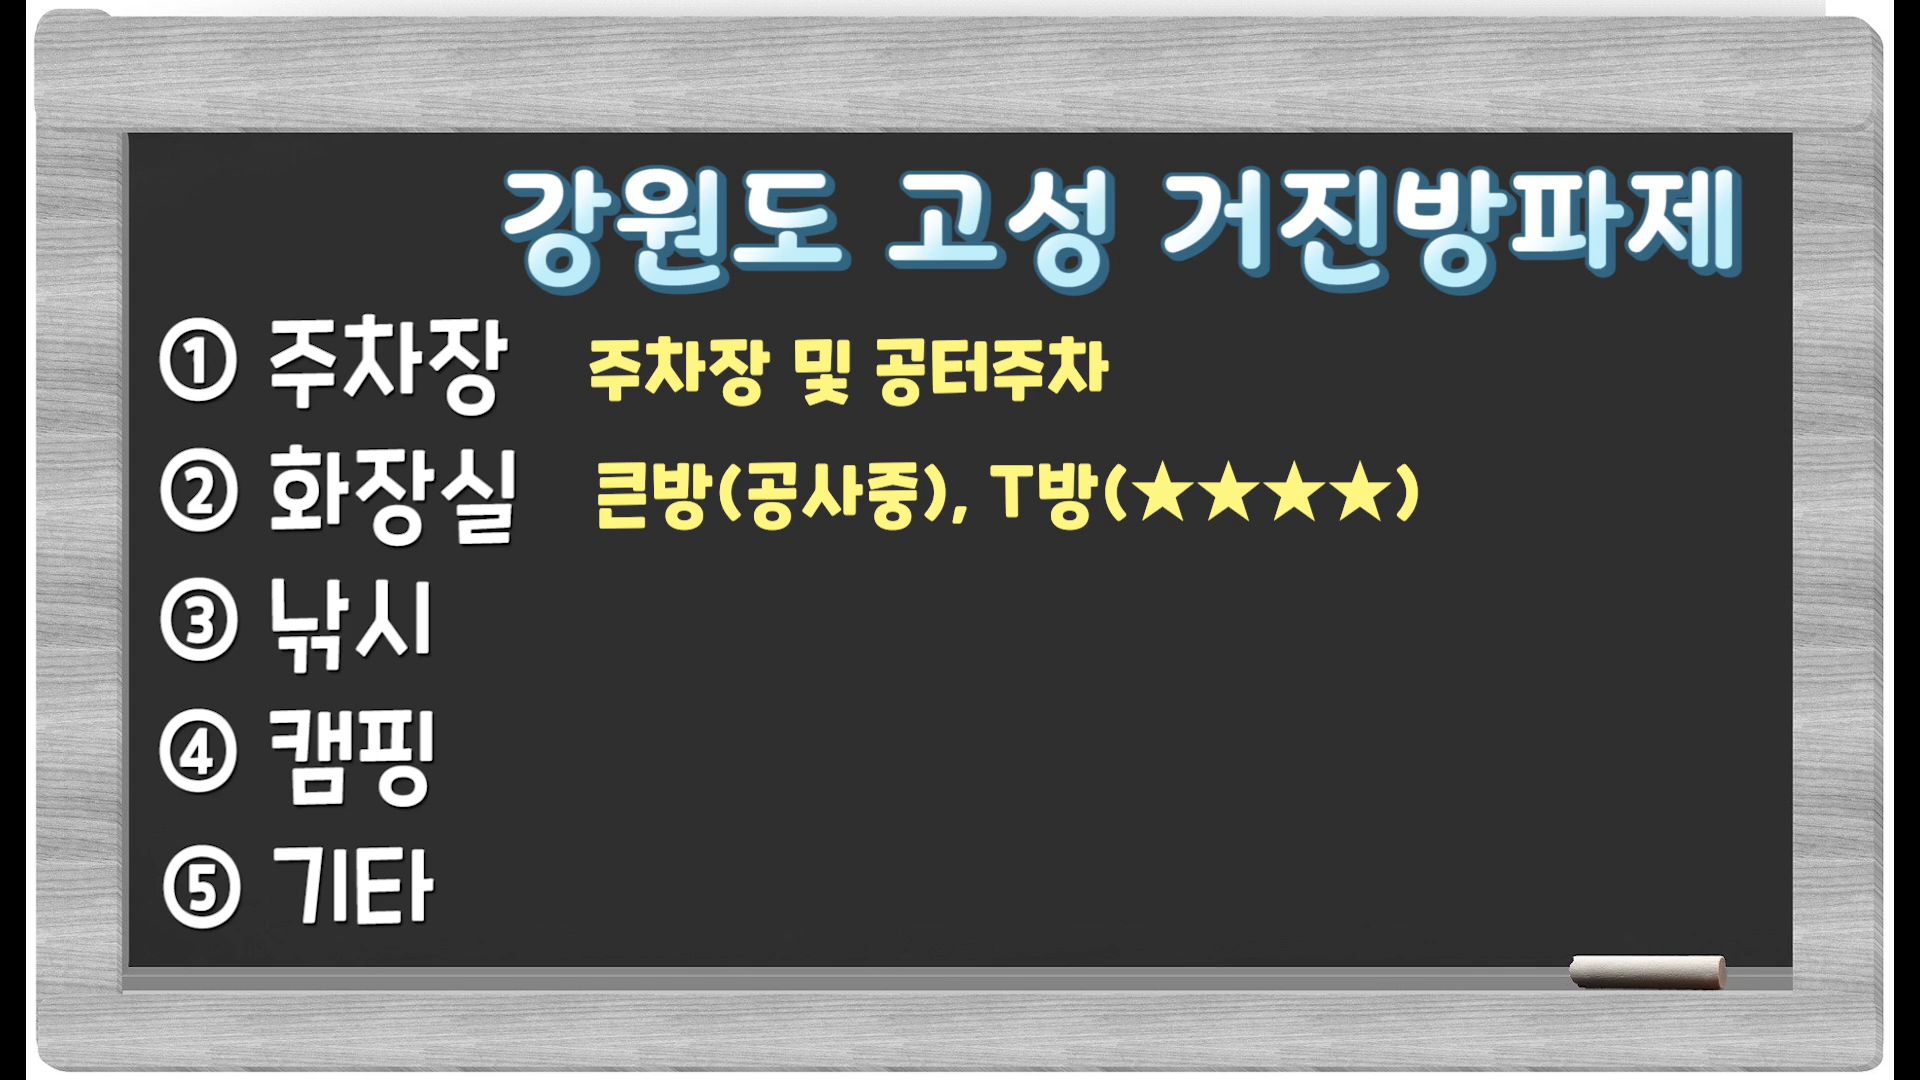 강원도 고성 거진방파제
① 주차장 주차장 및 공터주차
② 화장실 큰방(공사중), T방(★★★★)
③ 낚시
④ 캠핑
⑤ 기타